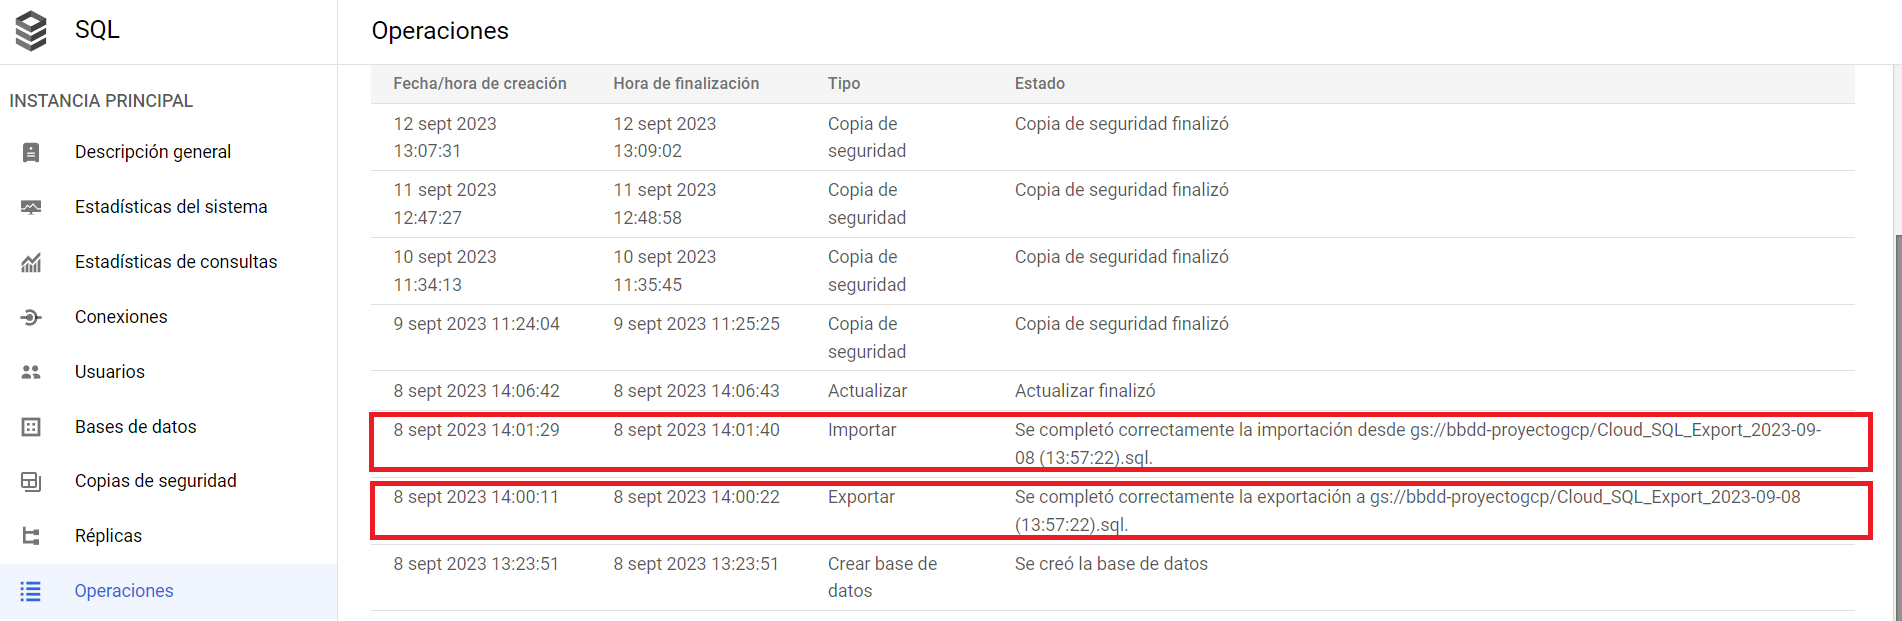 SQL
Operaciones
INSTANCIA PRINCIPAL
Descripción general
Estadísticas del sistema
Estadísticas de consultas
Conexiones
Usuarios
Bases de datos
Copias de seguridad
Réplicas
Operaciones
Fecha/hora de creación Hora de finalización Tipo Estado
12 sept 2023 12 sept 2023 Copia de Copia de seguridad finalizó
13:07:31 13:09:02 seguridad
11 sept 2023 11 sept 2023 Copia de Copia de seguridad finalizó
12:47:27 12:48:58 seguridad
10 sept 2023 10 sept 2023 Copia de Copia de seguridad finalizó
11:34:13 11:35:45 seguridad
9 sept 2023 11:24:04 9 sept 2023 11:25:25 Copia de Copia de seguridad finalizó
seguridad
8 sept 2023 14:06:42 8 sept 2023 14:06:43 Actualizar Actualizar finalizó
8 sept 2023 14:01:29 8 sept 2023 14:01:40 Importar Se completó correctamente la importación desde gs://bbdd-proyectogcp/Cloud_SQL_Export_2023-09-
08 (13:57:22).sql.
8 sept 2023 14:00:11 8 sept 2023 14:00:22 Exportar Se completó correctamente la exportación a gs://bbdd-proyectogcp/Cloud_SQL_Export_2023-09-08
(13:57:22).sql.
8 sept 2023 13:23:51 8 sept 2023 13:23:51 Crear base de Se creó la base de datos
datos